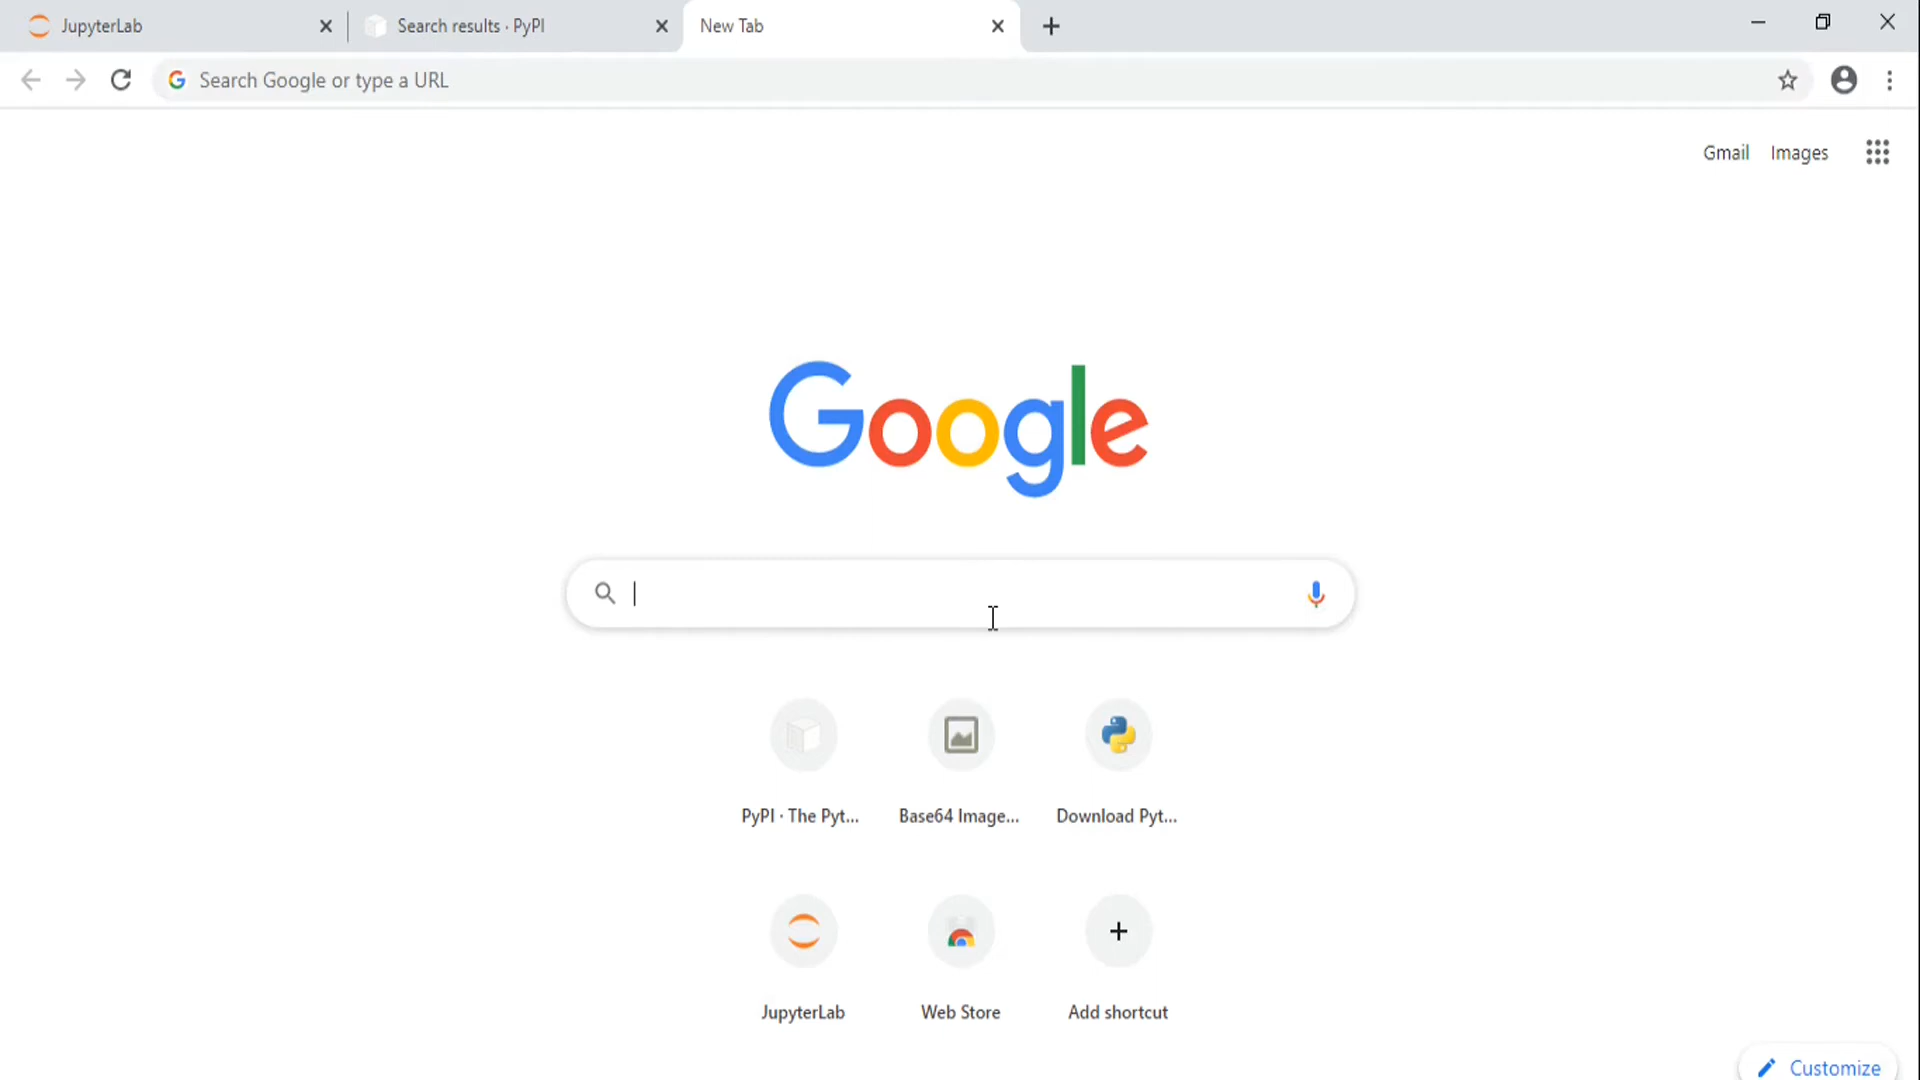 JupyterLab
Search results · PyPI
New Tab
Search Google or type a URL
Gmail Images
Google
PyPI · The Pyt... Base64 Image... Download Pyt...
JupyterLab Web Store Add shortcut
Customize